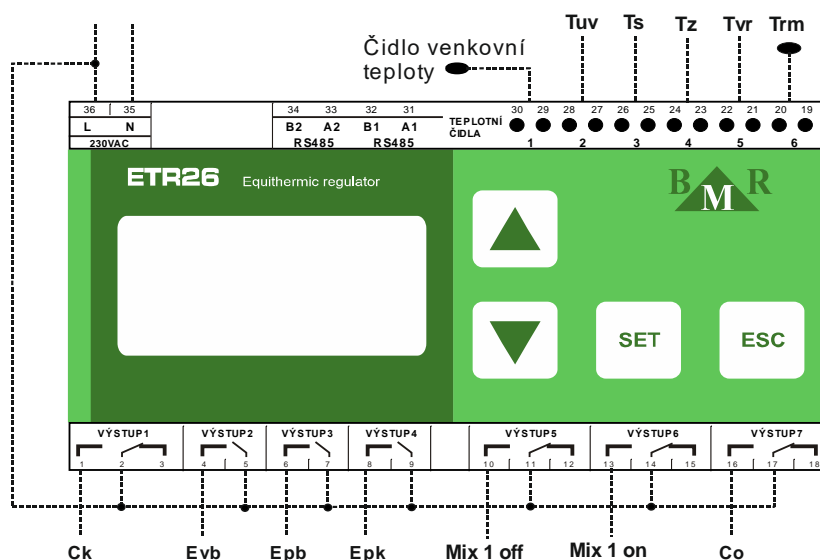 Tuv Ts Tz Tvr Trm
Čidlo venkovní
teploty
36 35 34 33 32 31 30 29 28 27 26 25 24 23 22 21 20 19
L N B2 A2 B1 A1 TEPLOTNÍ
ČIDLA
230VAC RS485 RS485 1 2 3 4 5 6
ETR26 Equithermic regulator
B M R
SET ESC
VÝSTUP1 VÝSTUP2 VÝSTUP3 VÝSTUP4 VÝSTUP5 VÝSTUP6 VÝSTUP7
1 2 3 4 5 6 7 8 9 10 11 12 13 14 15 16 17 18
Ck Evb Epb Epk Mix 1 off Mix 1 on Co